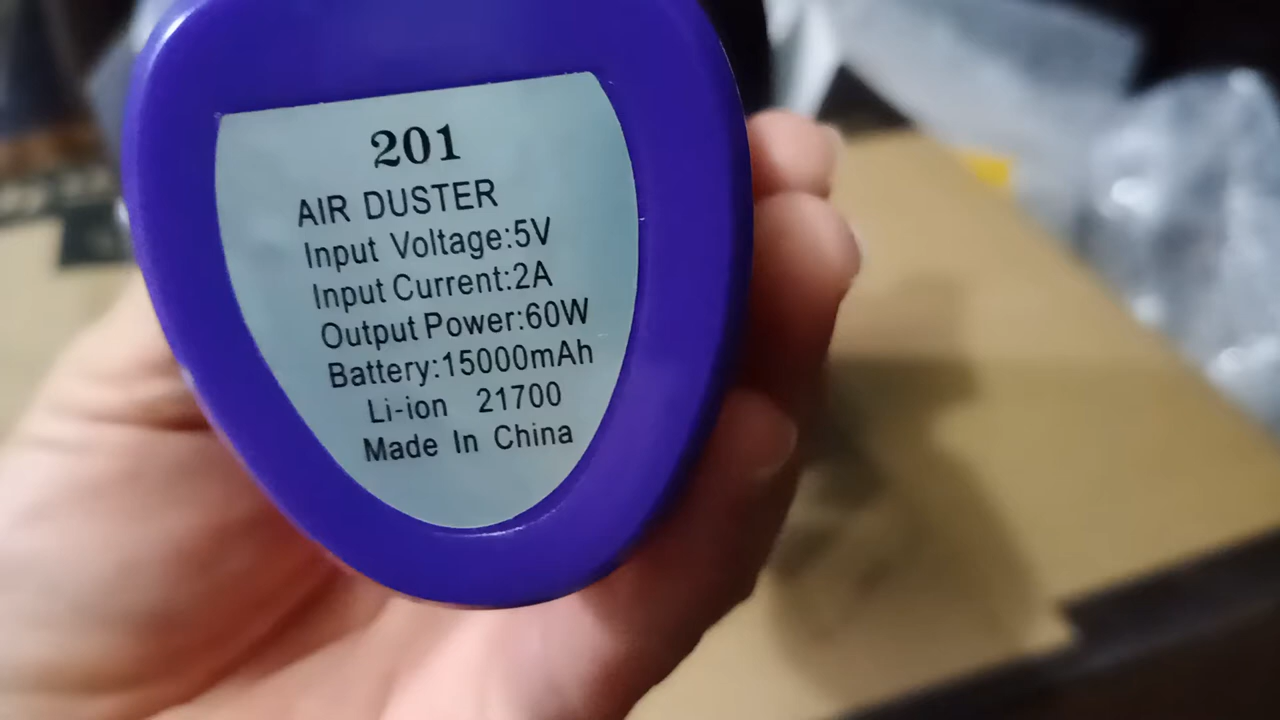 201
AIR DUSTER
Input Voltage:5V
Input Current:2A
Output Power:60W
Battery:15000mAh
Li-ion 21700
Made In China